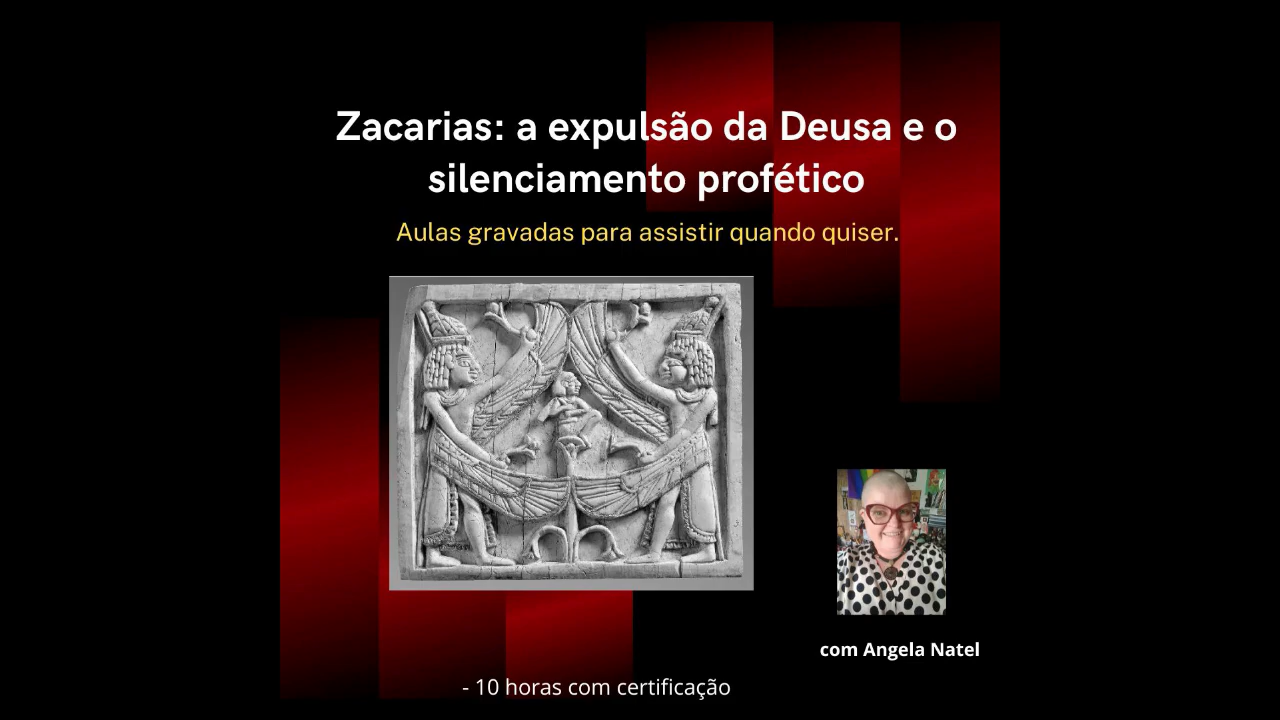 Zacarias: a expulsão da Deusa e o
silenciamento profético
Aulas gravadas para assistir quando quiser.
com Angela Natel
- 10 horas com certificação